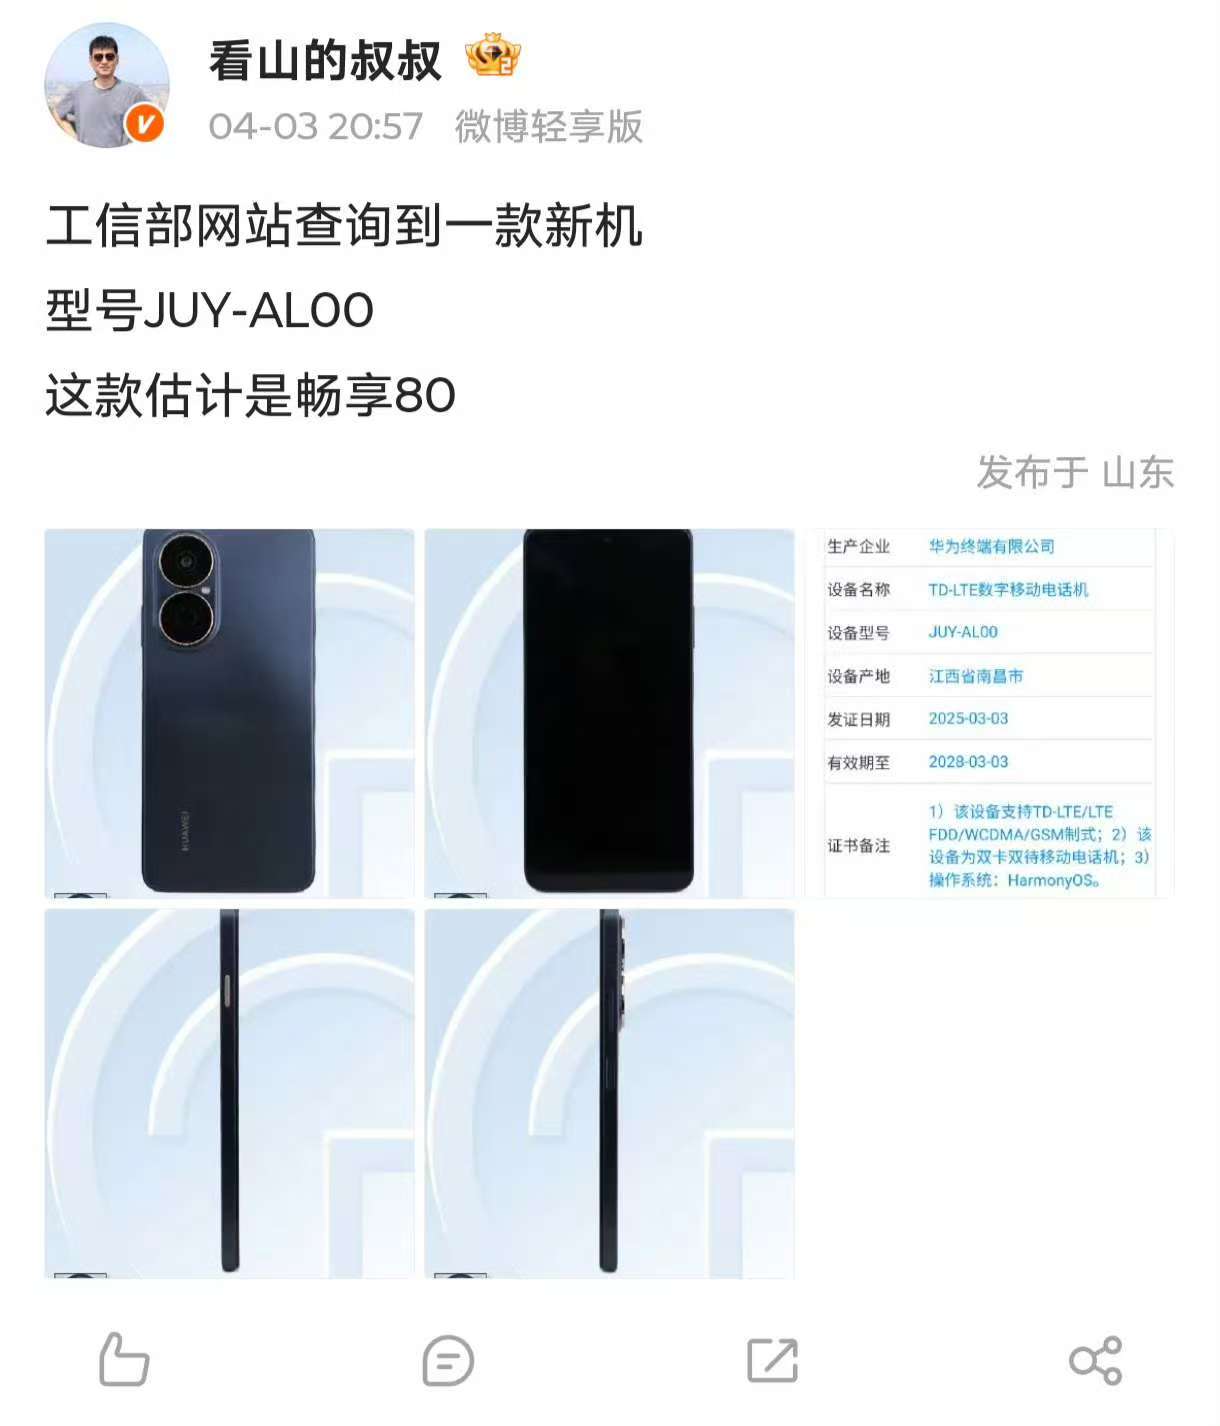 看山的叔叔
04-03 20:57 微博轻享版
工信部网站查询到一款新机
型号JUY-AL00
这款估计是畅享80
发布于 山东
HUAWEI
生产企业 华为终端有限公司
设备名称 TD-LTE数字移动电话机
设备型号 JUY-AL00
设备产地 江西省南昌市
发证日期 2025-03-03
有效期至 2028-03-03
证书备注 1）该设备支持TD-LTE/LTE
FDD/WCDMA/GSM制式；2）该
设备为双卡双待移动电话机；3）
操作系统：HarmonyOS。